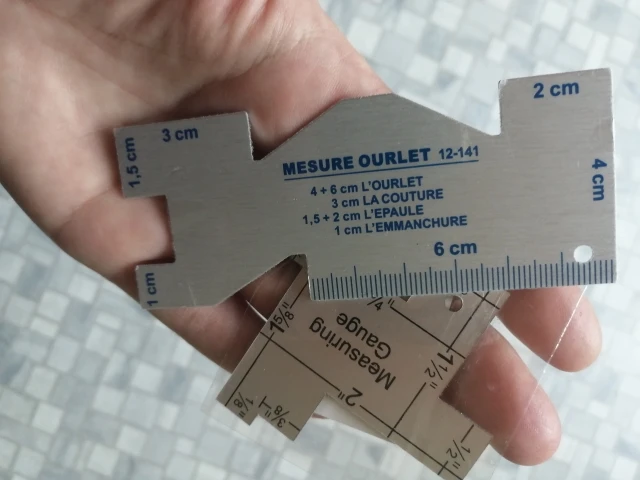 3 cm
2 cm
1,5 cm
MESURE OURLET 12-141
4 + 6 cm L'OURLET
3 cm LA COUTURE
1,5 + 2 cm L'EPAULE
1 cm L'EMMANCHURE
4 cm
6 cm
1 cm
1 5/8"
Measuring
Gauge
1 1/2"
2"
1/8"
3/8"
1/2"